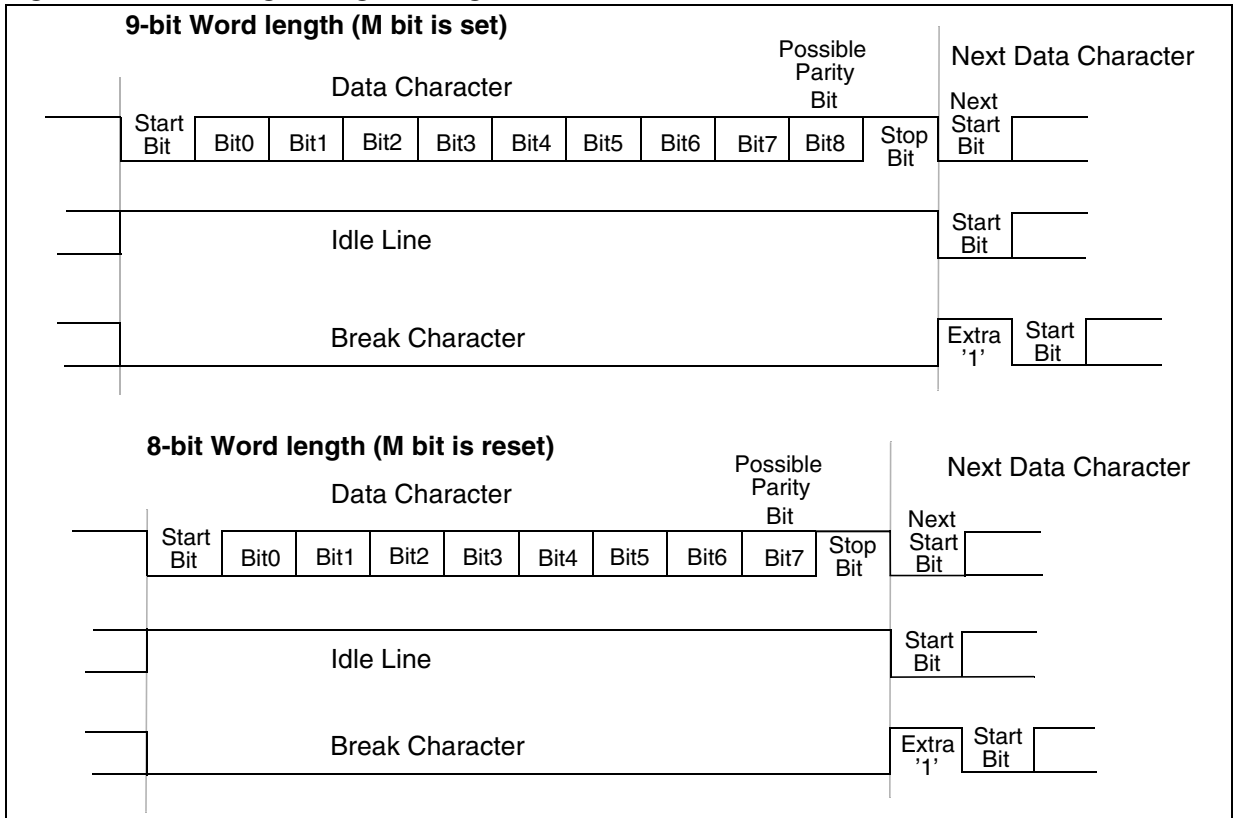 9-bit Word length (M bit is set)
Possible
Parity
Bit
Next Data Character
Data Character
Next
Start
Bit
Start
Bit
Bit0
Bit1
Bit2
Bit3
Bit4
Bit5
Bit6
Bit7
Bit8
Stop
Bit
Idle Line
Start
Bit
Break Character
Extra
'1'
Start
Bit
8-bit Word length (M bit is reset)
Possible
Parity
Bit
Next Data Character
Data Character
Next
Start
Bit
Start
Bit
Bit0
Bit1
Bit2
Bit3
Bit4
Bit5
Bit6
Bit7
Stop
Bit
Idle Line
Start
Bit
Break Character
Extra
'1'
Start
Bit